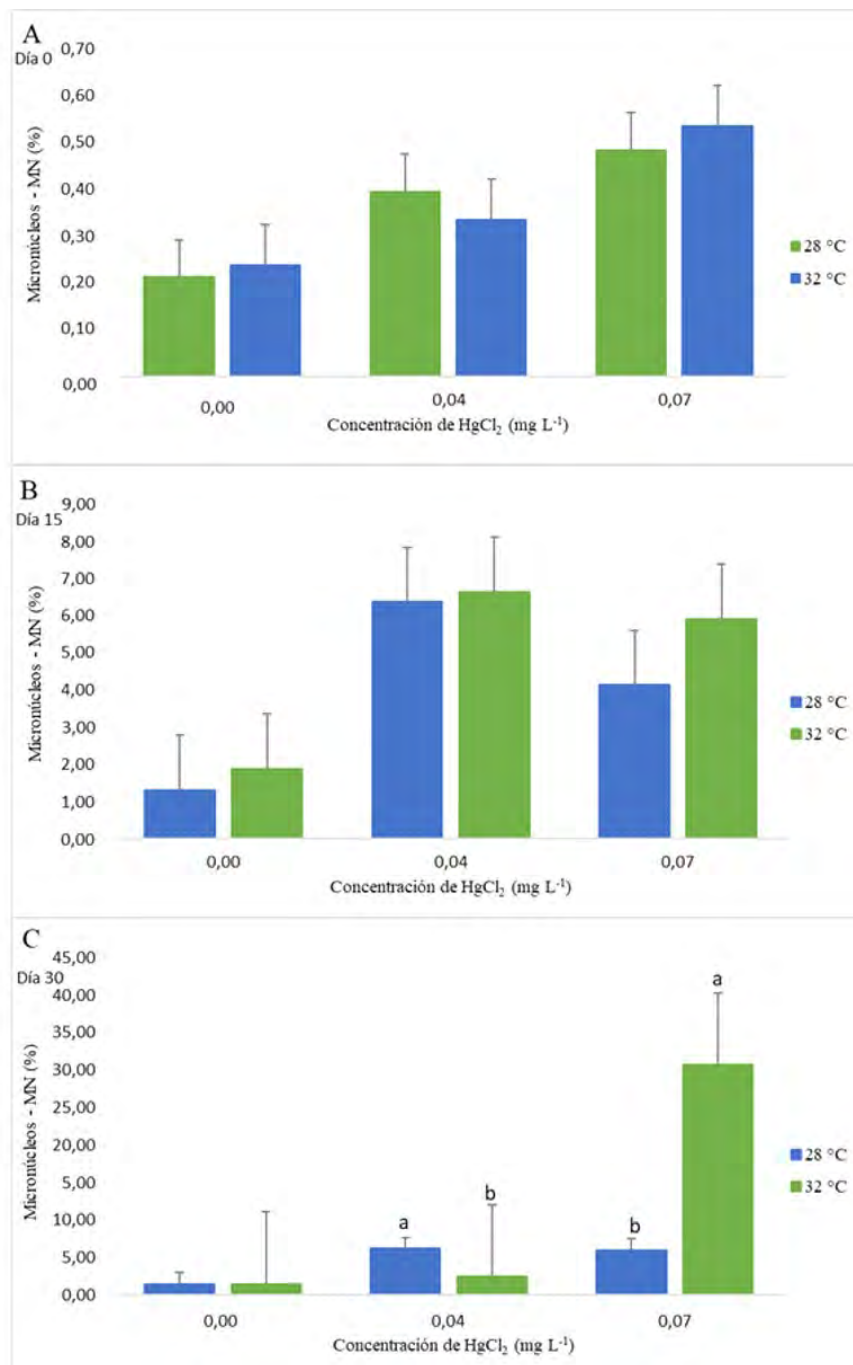 A
Día 0
0,70
0,60
0,50
0,40
0,30
0,20
0,10
0,00
Micronúcleos - MN (%)
0,00 0,04 0,07
Concentración de HgCl₂ (mg L⁻¹)
28 °C
32 °C
B
Día 15
9,00
8,00
7,00
6,00
5,00
4,00
3,00
2,00
1,00
0,00
Micronúcleos - MN (%)
0,00 0,04 0,07
Concentración de HgCl₂ (mg L⁻¹)
28 °C
32 °C
C
Día 30
45,00
40,00
35,00
30,00
25,00
20,00
5,00
10,00
5,00
0,00
Micronúcleos - MN (%)
a b b a
0,00 0,04 0,07
Concentración de HgCl₂ (mg L⁻¹)
28 °C
32 °C